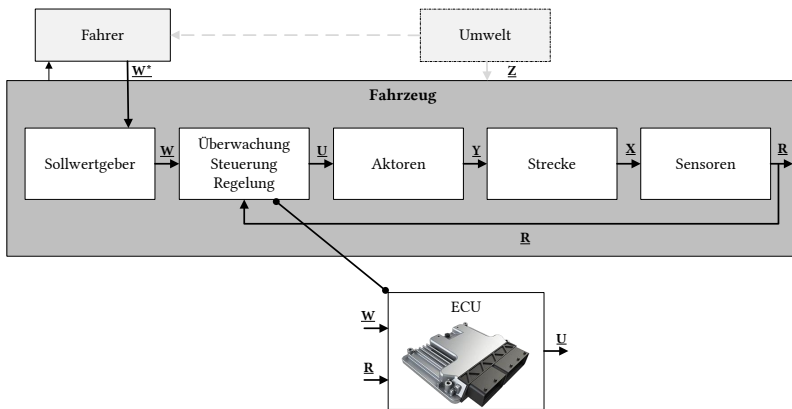 Fahrer
Umwelt
W*
Z
Fahrzeug
Sollwertgeber
W
Überwachung
Steuerung
Regelung
U
Aktoren
Y
Strecke
X
Sensoren
R
R
ECU
W
R
U